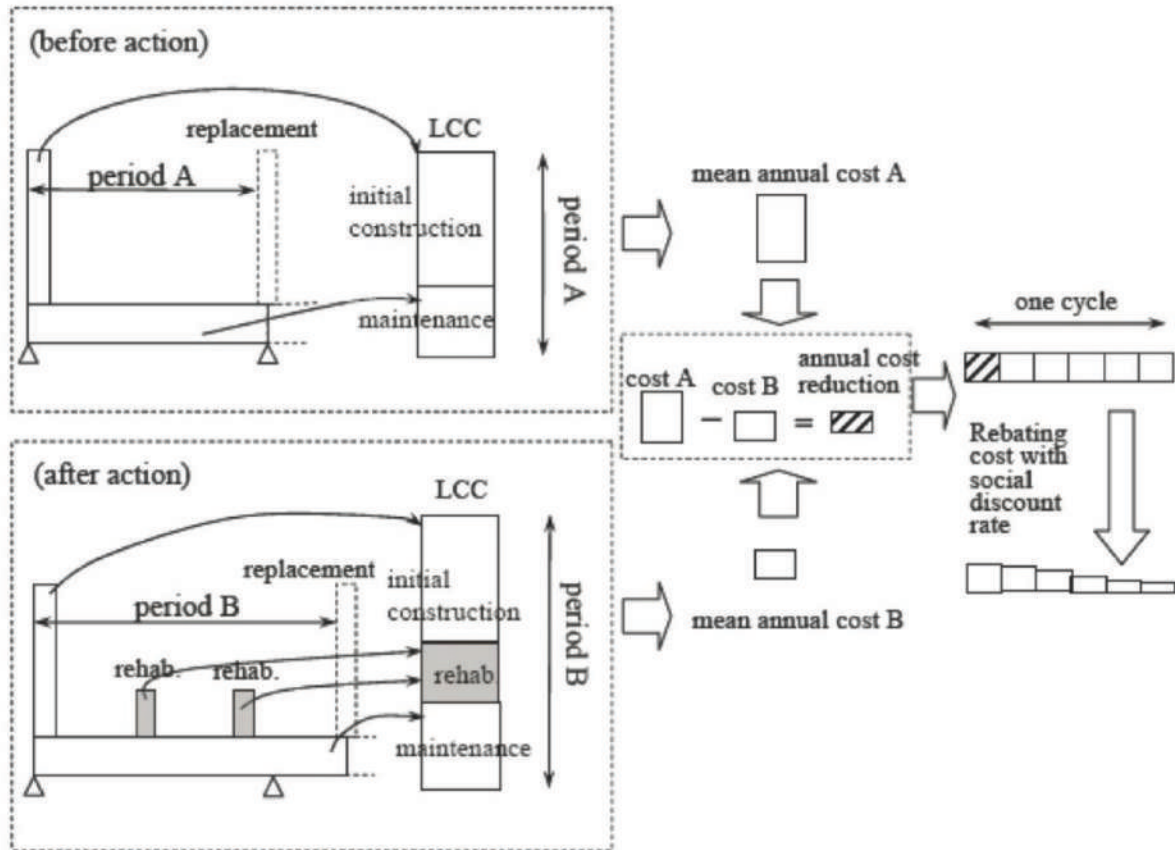 (before action)
replacement
LCC
period A
initial
construction
maintenance
period A
mean annual cost A
cost A
cost B
annual cost
reduction
−
=
one cycle
Rebating
cost with
social
discount
rate
(after action)
LCC
replacement
period B
initial
construction
rehab.
rehab.
rehab.
maintenance
period B
mean annual cost B